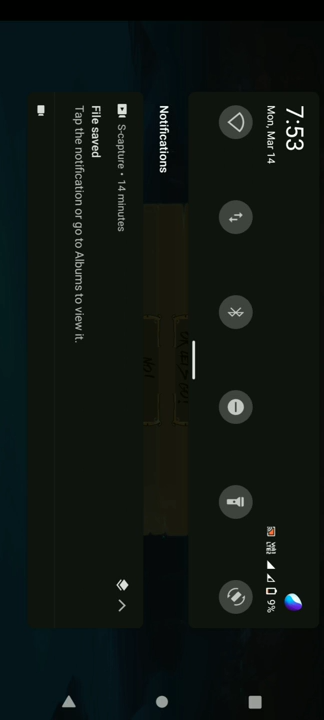 7:53
Mon, Mar 14
9%
Notifications
S-capture • 14 minutes
File saved
Tap the notification or go to Albums to view it.